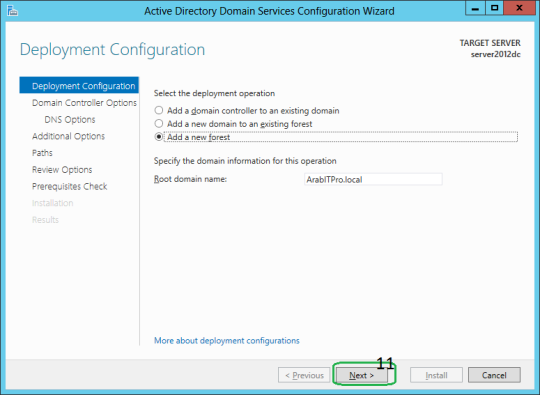 Active Directory Domain Services Configuration Wizard
Deployment Configuration
TARGET SERVER
server2012dc
Deployment Configuration
Domain Controller Options
DNS Options
Additional Options
Paths
Review Options
Prerequisites Check
Installation
Results
Select the deployment operation
Add a domain controller to an existing domain
Add a new domain to an existing forest
Add a new forest
Specify the domain information for this operation
Root domain name:
ArabITPro.local
More about deployment configurations
11
< Previous
Next >
Install
Cancel